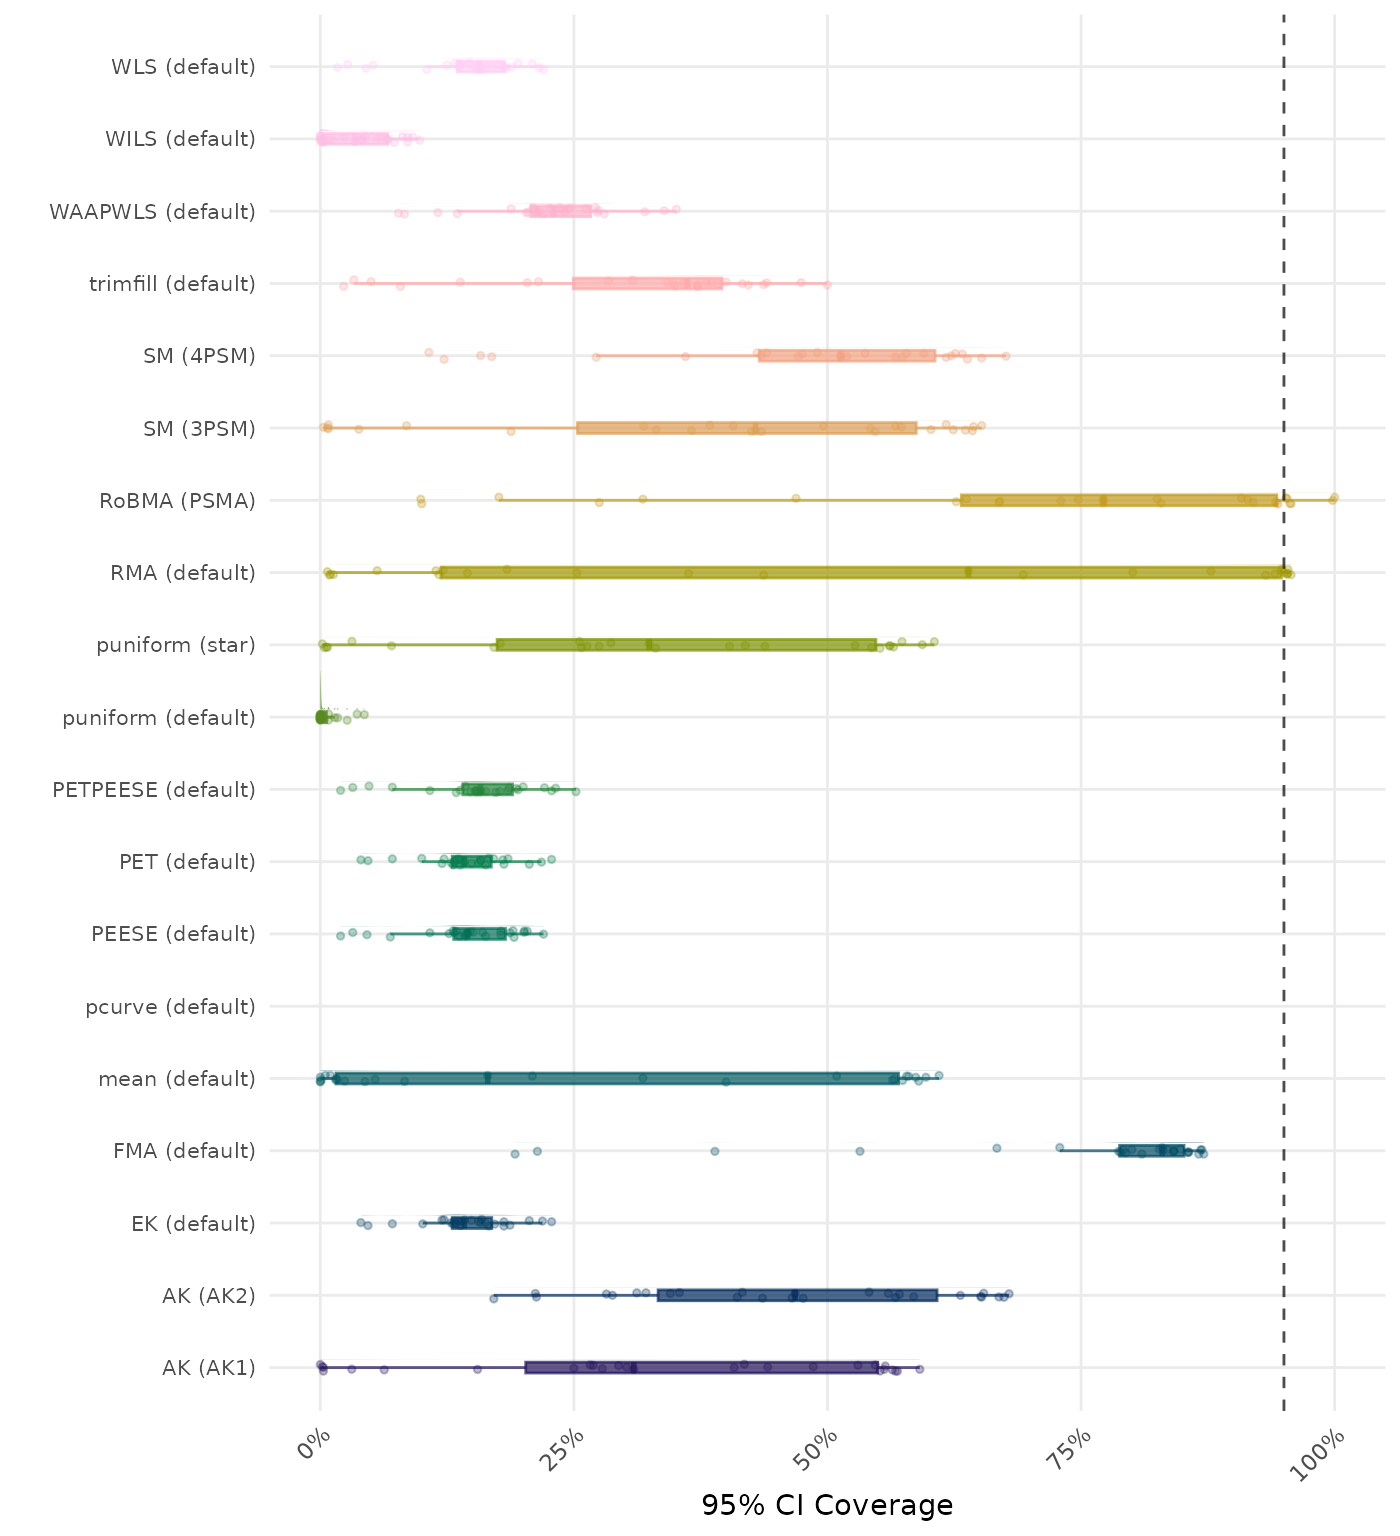 WLS (default)
WILS (default)
WAAPWLS (default)
trimfill (default)
SM (4PSM)
SM (3PSM)
RoBMA (PSMA)
RMA (default)
puniform (star)
puniform (default)
PETPEESE (default)
PET (default)
PEESE (default)
pcurve (default)
mean (default)
FMA (default)
EK (default)
AK (AK2)
AK (AK1)
0%
25%
50%
75%
100%
95% CI Coverage